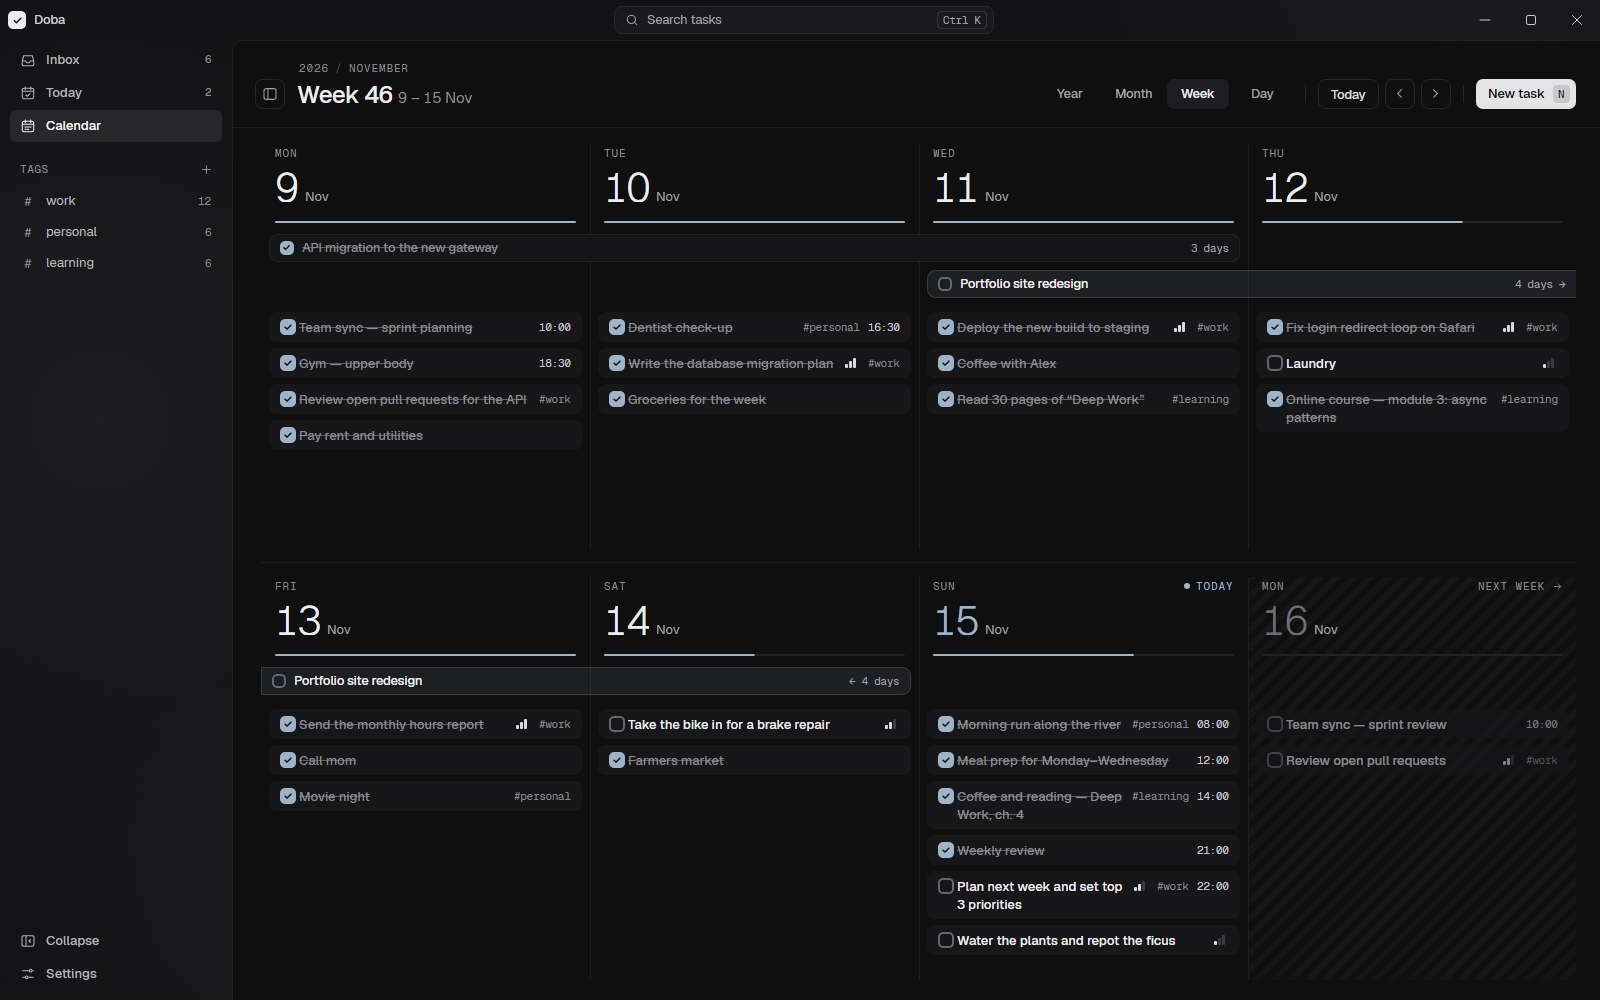 Doba
Search tasks
Ctrl K
Inbox 6
Today 2
Calendar
TAGS
# work 12
# personal 6
# learning 6
Collapse
Settings
2026 / NOVEMBER
Week 46 9 – 15 Nov
Year
Month
Week
Day
Today
New task N
MON
9 Nov
TUE
10 Nov
WED
11 Nov
THU
12 Nov
API migration to the new gateway 3 days
Portfolio site redesign 4 days →
Team sync — sprint planning 10:00
Gym — upper body 18:30
Review open pull requests for the API #work
Pay rent and utilities
Dentist check-up #personal 16:30
Write the database migration plan #work
Groceries for the week
Deploy the new build to staging #work
Coffee with Alex
Read 30 pages of “Deep Work” #learning
Fix login redirect loop on Safari #work
Laundry
Online course — module 3: async #learning
patterns
FRI
13 Nov
SAT
14 Nov
SUN TODAY
15 Nov
MON NEXT WEEK →
16 Nov
Portfolio site redesign ← 4 days
Send the monthly hours report #work
Call mom
Movie night #personal
Take the bike in for a brake repair
Farmers market
Morning run along the river #personal 08:00
Meal prep for Monday–Wednesday 12:00
Coffee and reading — Deep #learning 14:00
Work, ch. 4
Weekly review 21:00
Plan next week and set top #work 22:00
3 priorities
Water the plants and repot the ficus
Team sync — sprint review 10:00
Review open pull requests #work